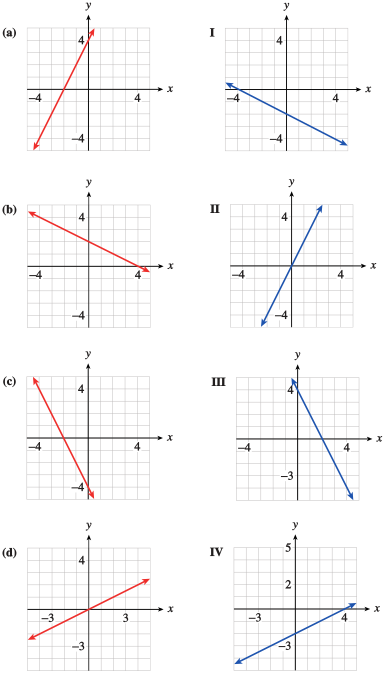 y y
(a) 4 I 4
-4 4 x -4 4 x
-4 -4
y y
(b) 4 II 4
-4 4 x -4 4 x
-4 -4
y y
(c) 4 III 4
-4 4 x -4 4 x
-4 -3
y y
(d) 4 IV 5
2
-3 3 x -3 4 x
-3 -3